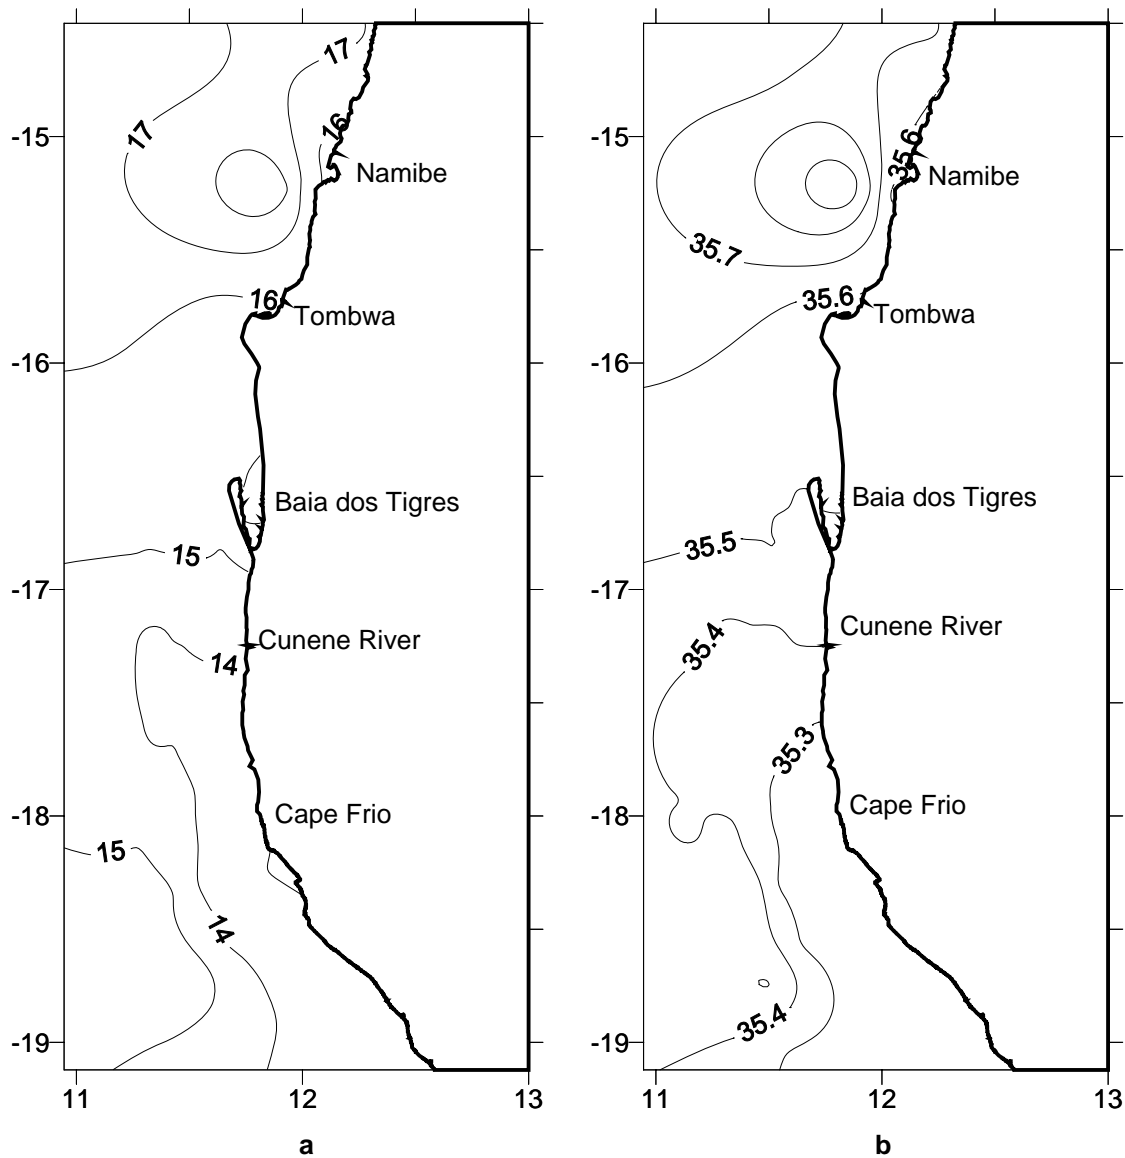 17
17
16
-15
Namibe
16
Tombwa
-16
Baia dos Tigres
15
-17
Cunene River
14
Cape Frio
-18
15
14
-19
11
12
13
a
35.6
-15
Namibe
35.7
35.6
Tombwa
-16
Baia dos Tigres
35.5
-17
Cunene River
35.4
35.3
Cape Frio
-18
35.4
-19
11
12
13
b